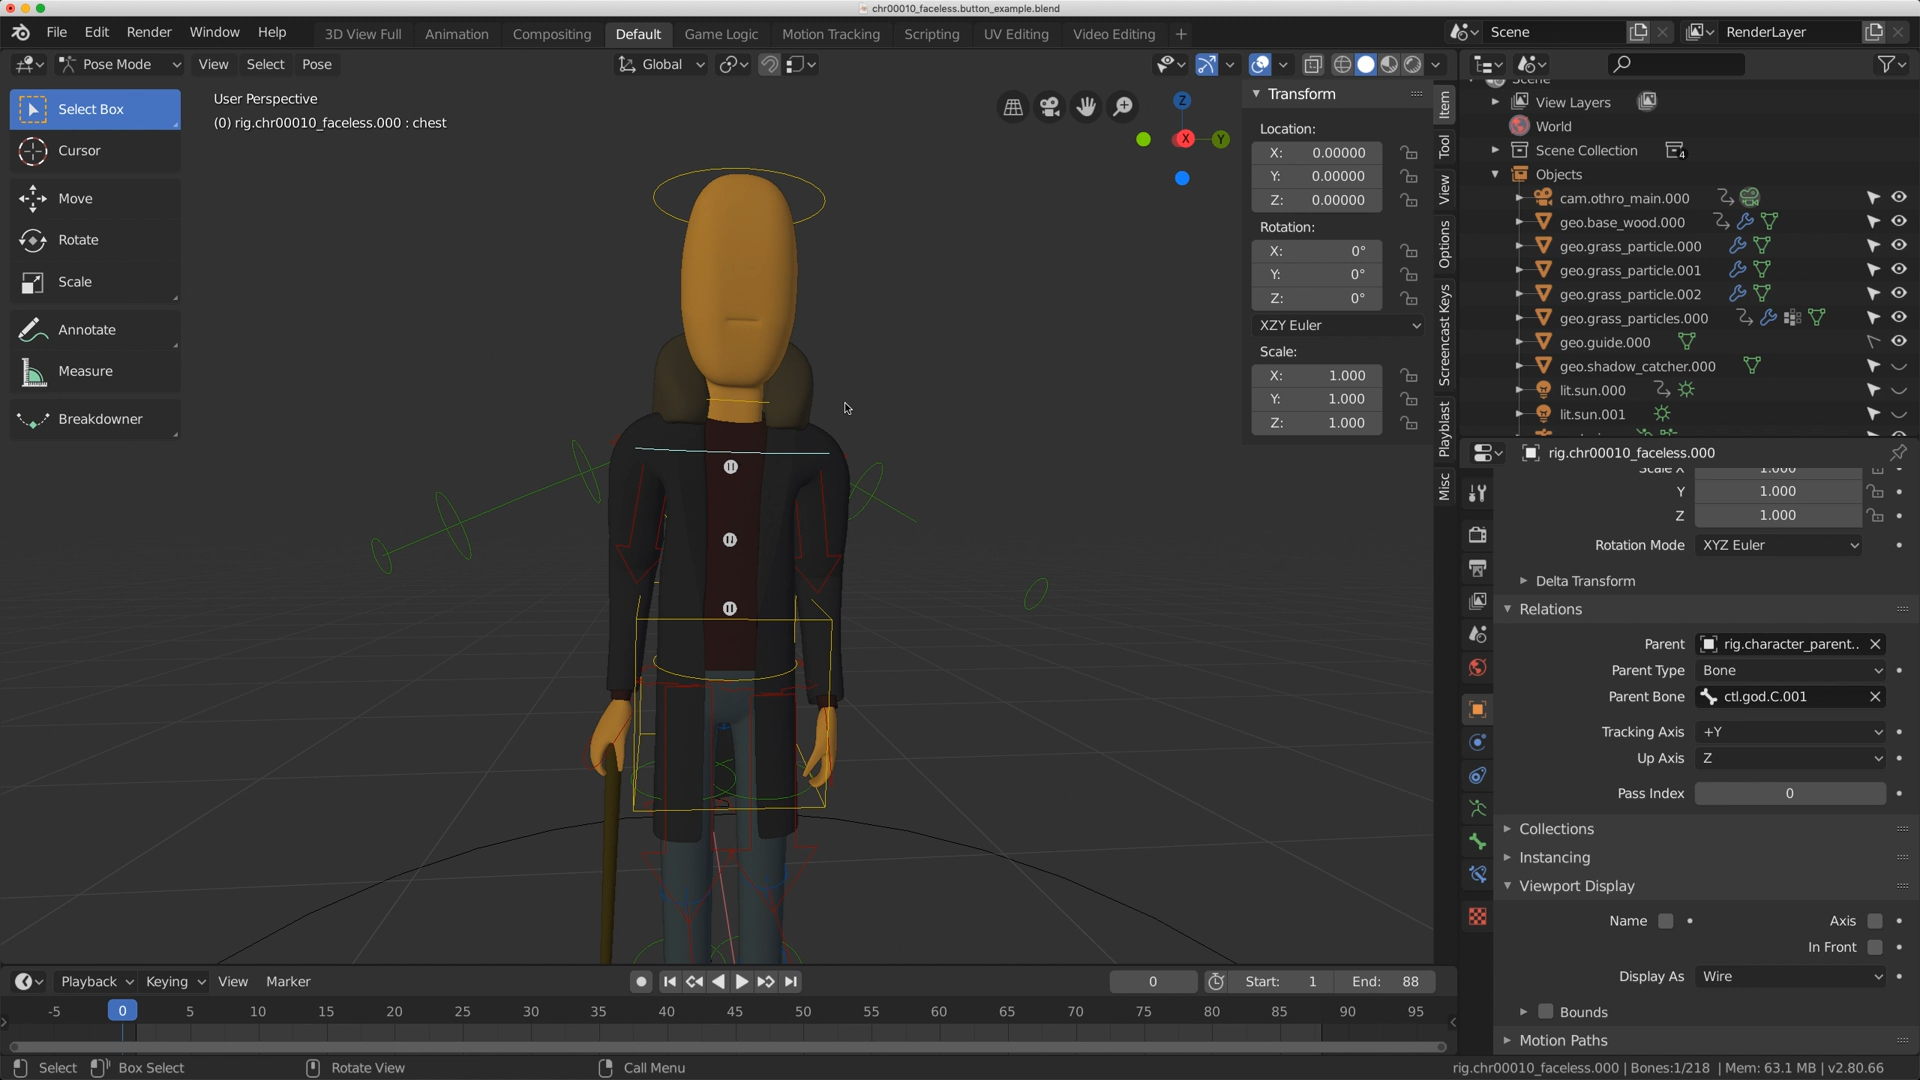 chr00010_faceless.button_example.blend
File Edit Render Window Help 3D View Full Animation Compositing Default Game Logic Motion Tracking Scripting UV Editing Video Editing + Scene RenderLayer
Pose Mode View Select Pose Global
Select Box
Cursor
Move
Rotate
Scale
Annotate
Measure
Breakdowner
User Perspective
(0) rig.chr00010_faceless.000 : chest
Z
X
Y
Transform
Location:
X: 0.00000
Y: 0.00000
Z: 0.00000
Rotation:
X: 0°
Y: 0°
Z: 0°
XZY Euler
Scale:
X: 1.000
Y: 1.000
Z: 1.000
Item
Tool
View
Options
Screencast Keys
Playblast
Misc
Scene
View Layers
World
Scene Collection 4
Objects
cam.othro_main.000
geo.base_wood.000
geo.grass_particle.000
geo.grass_particle.001
geo.grass_particle.002
geo.grass_particles.000
geo.guide.000
geo.shadow_catcher.000
lit.sun.000
lit.sun.001
rig.chr00010_faceless.000
Scale X 1.000
Y 1.000
Z 1.000
Rotation Mode XYZ Euler
Delta Transform
Relations
Parent rig.character_parent..
Parent Type Bone
Parent Bone ctl.god.C.001
Tracking Axis +Y
Up Axis Z
Pass Index 0
Collections
Instancing
Viewport Display
Name Axis
In Front
Display As Wire
Bounds
Motion Paths
Playback Keying View Marker 0 Start: 1 End: 88
-5 0 5 10 15 20 25 30 35 40 45 50 55 60 65 70 75 80 85 90 95
Select Box Select Rotate View Call Menu rig.chr00010_faceless.000 | Bones:1/218 | Mem: 63.1 MB | v2.80.66